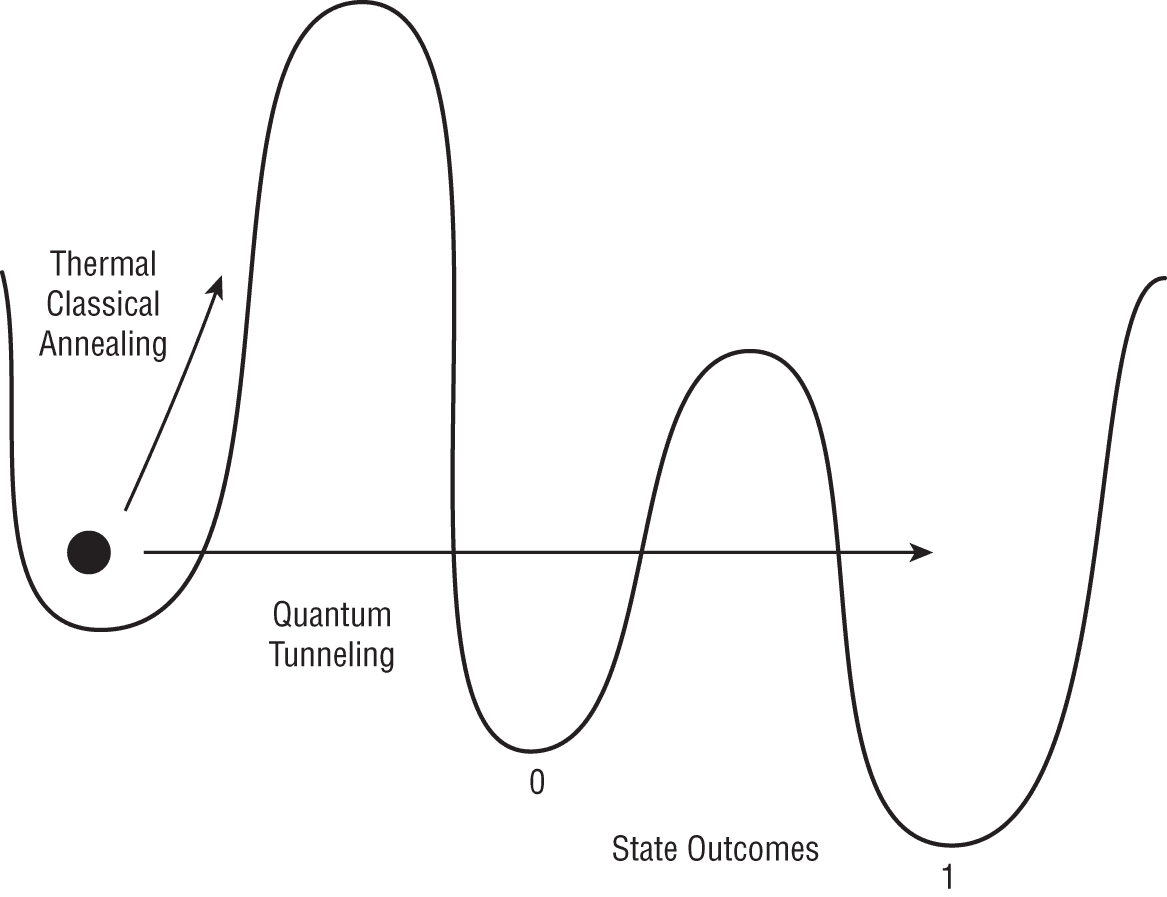 Thermal
Classical
Annealing
Quantum
Tunneling
0
State Outcomes
1